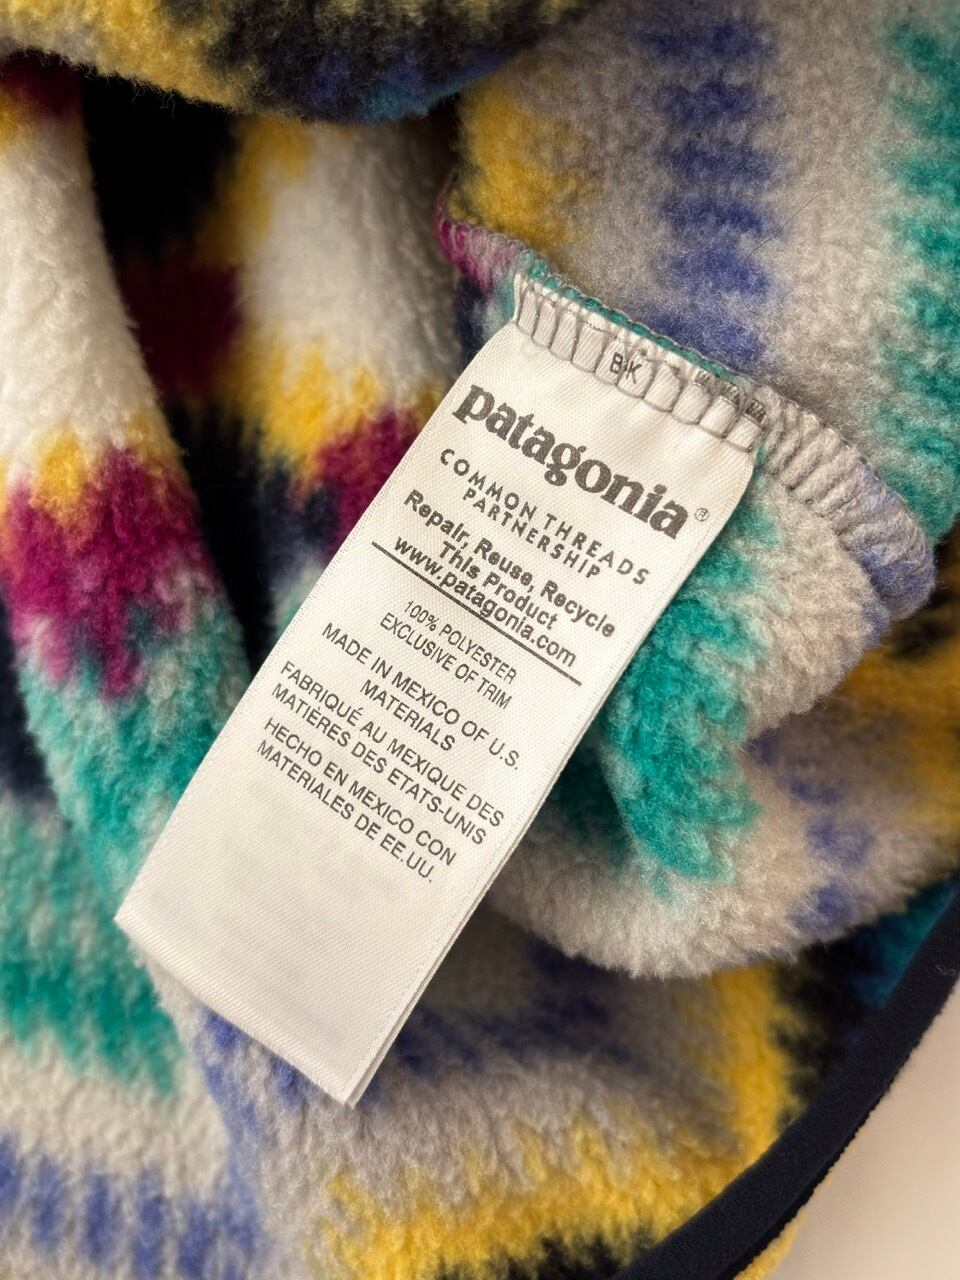 B·K
patagonia®
COMMON THREADS
PARTNERSHIP
Repair, Reuse, Recycle
This Product
www.patagonia.com
100% POLYESTER
EXCLUSIVE OF TRIM
MADE IN MEXICO OF U.S.
MATERIALS
FABRIQUÉ AU MEXIQUE DES
MATIÈRES DES ETATS-UNIS
HECHO EN MEXICO CON
MATERIALES DE EE.UU.